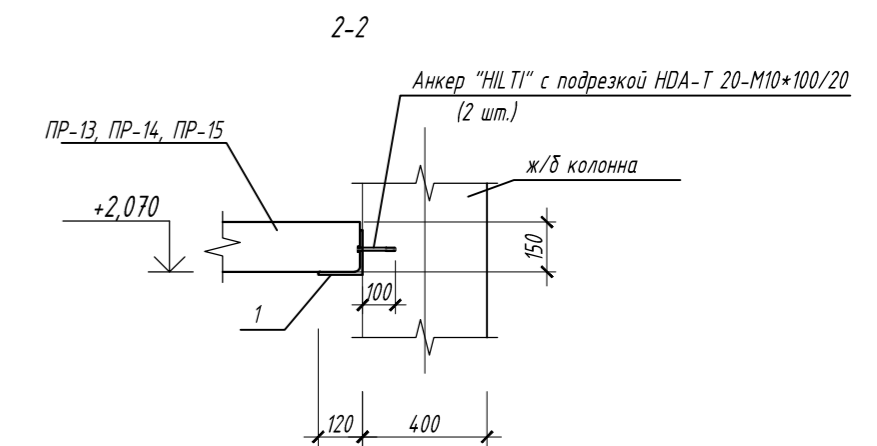 2-2
Анкер "HILTI" с подрезкой HDA-T 20-М10*100/20
(2 шт.)
ПР-13, ПР-14, ПР-15
ж/б колонна
+2,070
150
100
1
120
400